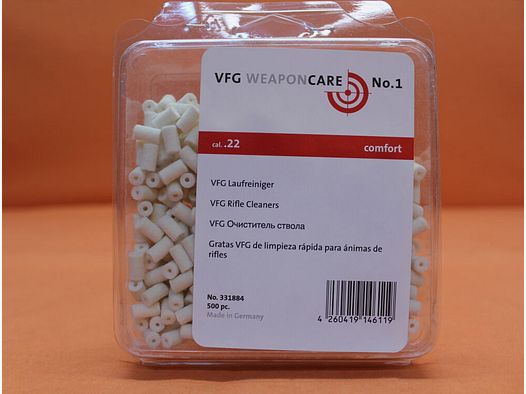 VFG WEAPONCARE No.1
cal. .22 comfort
VFG Laufreiniger
VFG Rifle Cleaners
VFG Очиститель ствола
Gratas VFG de limpieza rápida para ánimas de
rifles
No. 331884
500 pc.
Made in Germany
4 260419 146119